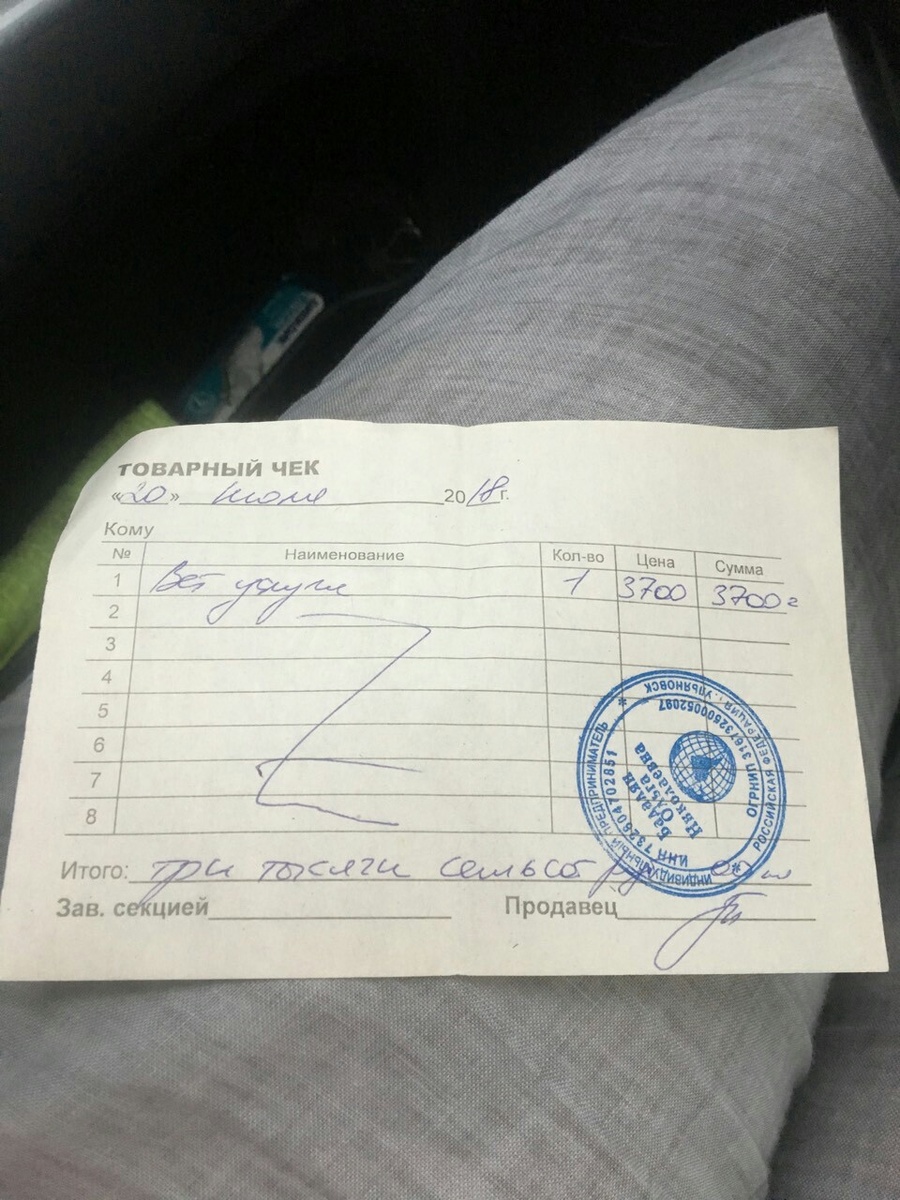 ТОВАРНЫЙ ЧЕК
«20» июля 2018 г.
Кому
№ Наименование Кол-во Цена Сумма
1 Вет услуги 1 3700 3700=
2
3
4
5
6
7
8
Итого: три тысячи семьсот руб 00 к
Зав. секцией Продавец
ИНДИВИДУАЛЬНЫЙ ПРЕДПРИНИМАТЕЛЬ * РОССИЙСКАЯ ФЕДЕРАЦИЯ г. УЛЬЯНОВСК *
ИНН 732604702851
ОГРНИП 316732500052097
Бадалян
Ольга
Николаевна